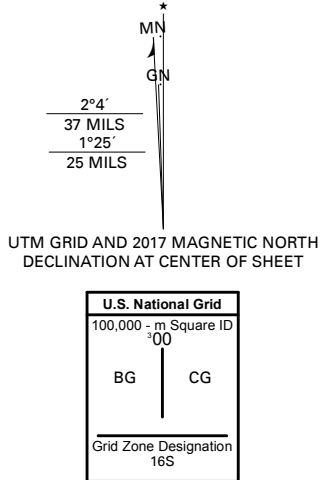 ★
MN
GN
2°4´
37 MILS
1°25´
25 MILS
UTM GRID AND 2017 MAGNETIC NORTH
DECLINATION AT CENTER OF SHEET
U.S. National Grid
100,000 - m Square ID
³00
BG CG
Grid Zone Designation
16S